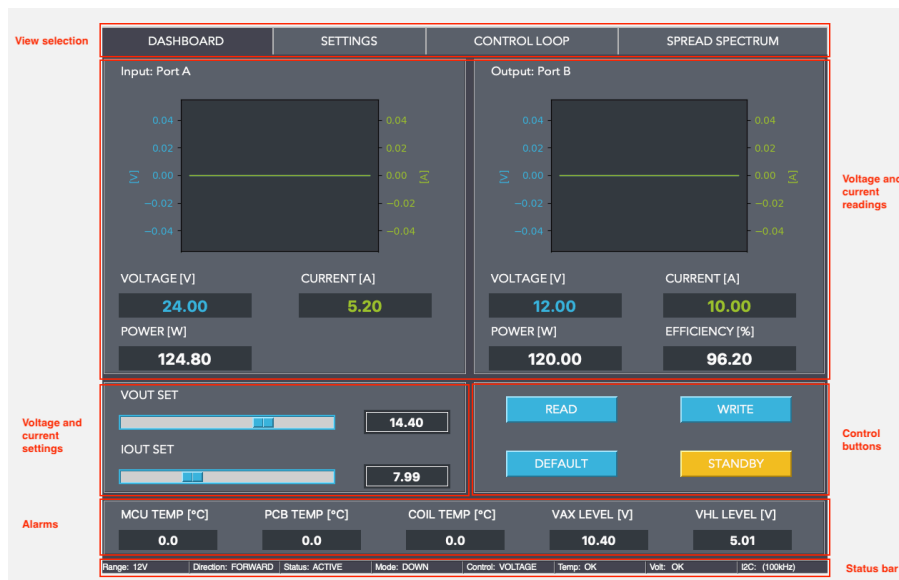 View selection
DASHBOARD SETTINGS CONTROL LOOP SPREAD SPECTRUM
Input: Port A
0.04 0.04
0.02 0.02
[V] 0.00 0.00 [A]
−0.02 −0.02
−0.04 −0.04
VOLTAGE [V] CURRENT [A]
24.00 5.20
POWER [W]
124.80
Output: Port B
0.04 0.04
0.02 0.02
[V] 0.00 0.00 [A]
−0.02 −0.02
−0.04 −0.04
VOLTAGE [V] CURRENT [A]
12.00 10.00
POWER [W] EFFICIENCY [%]
120.00 96.20
Voltage and
current
readings
Voltage and
current
settings
VOUT SET
14.40
IOUT SET
7.99
READ WRITE
DEFAULT STANDBY
Control
buttons
Alarms
MCU TEMP [°C] PCB TEMP [°C] COIL TEMP [°C] VAX LEVEL [V] VHL LEVEL [V]
0.0 0.0 0.0 10.40 5.01
Range: 12V Direction: FORWARD Status: ACTIVE Mode: DOWN Control: VOLTAGE Temp: OK Volt: OK I2C: (100kHz)
Status bar